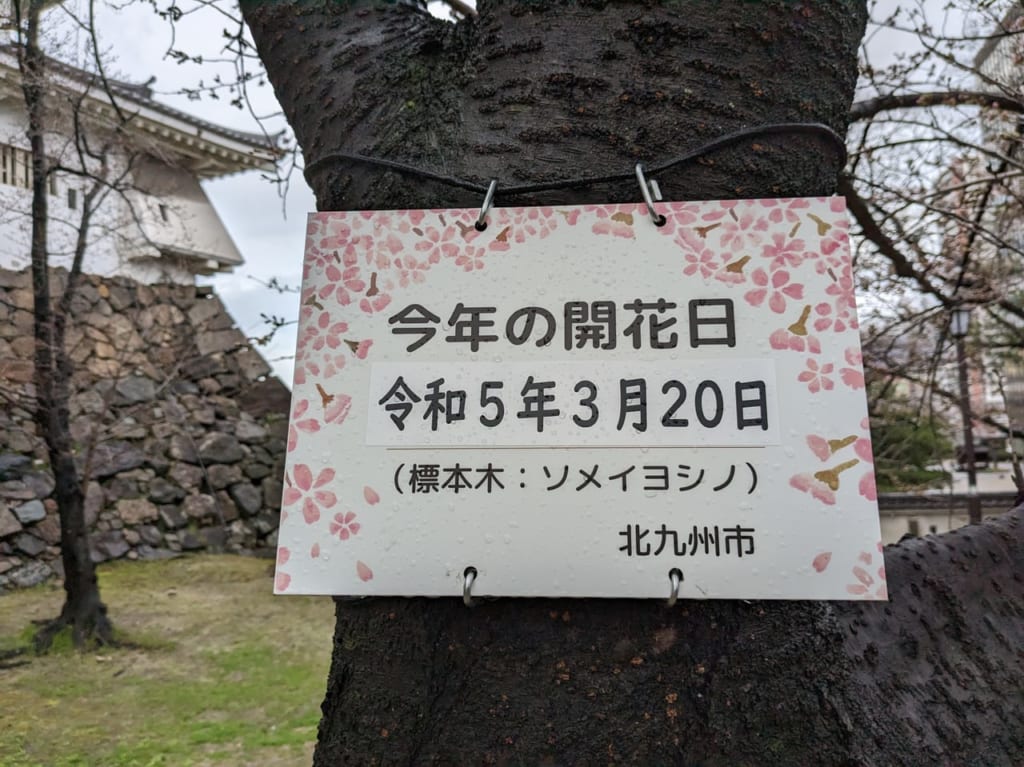 今年の開花日
令和5年3月20日
（標本木：ソメイヨシノ）
北九州市